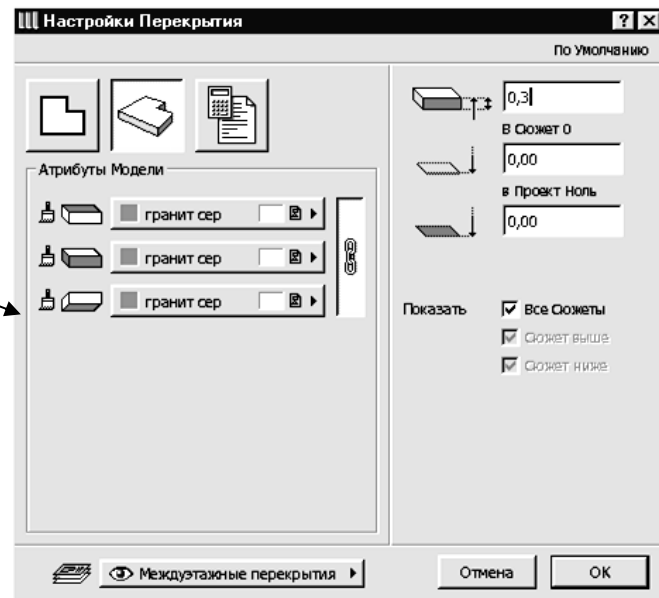 Настройки Перекрытия
По Умолчанию
0,3
В Сюжет 0
0,00
в Проект Ноль
0,00
Атрибуты Модели
гранит сер
гранит сер
гранит сер
Показать
Все Сюжеты
Сюжет выше
Сюжет ниже
Междуэтажные перекрытия
Отмена
OK